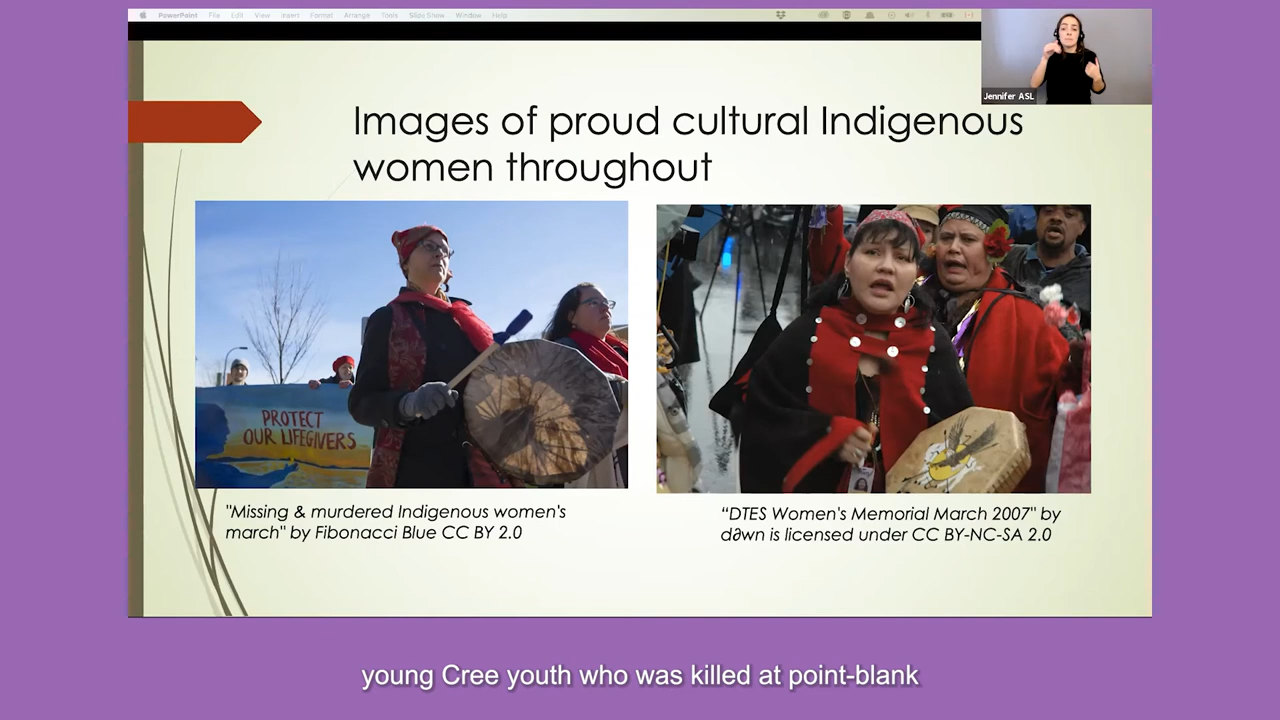 PowerPoint File Edit View Insert Format Arrange Tools Slide Show Window Help
Jennifer ASL
Images of proud cultural Indigenous
women throughout
PROTECT
OUR LIFEGIVERS
"Missing & murdered Indigenous women's
march" by Fibonacci Blue CC BY 2.0
“DTES Women's Memorial March 2007" by
d∂wn is licensed under CC BY-NC-SA 2.0
young Cree youth who was killed at point-blank